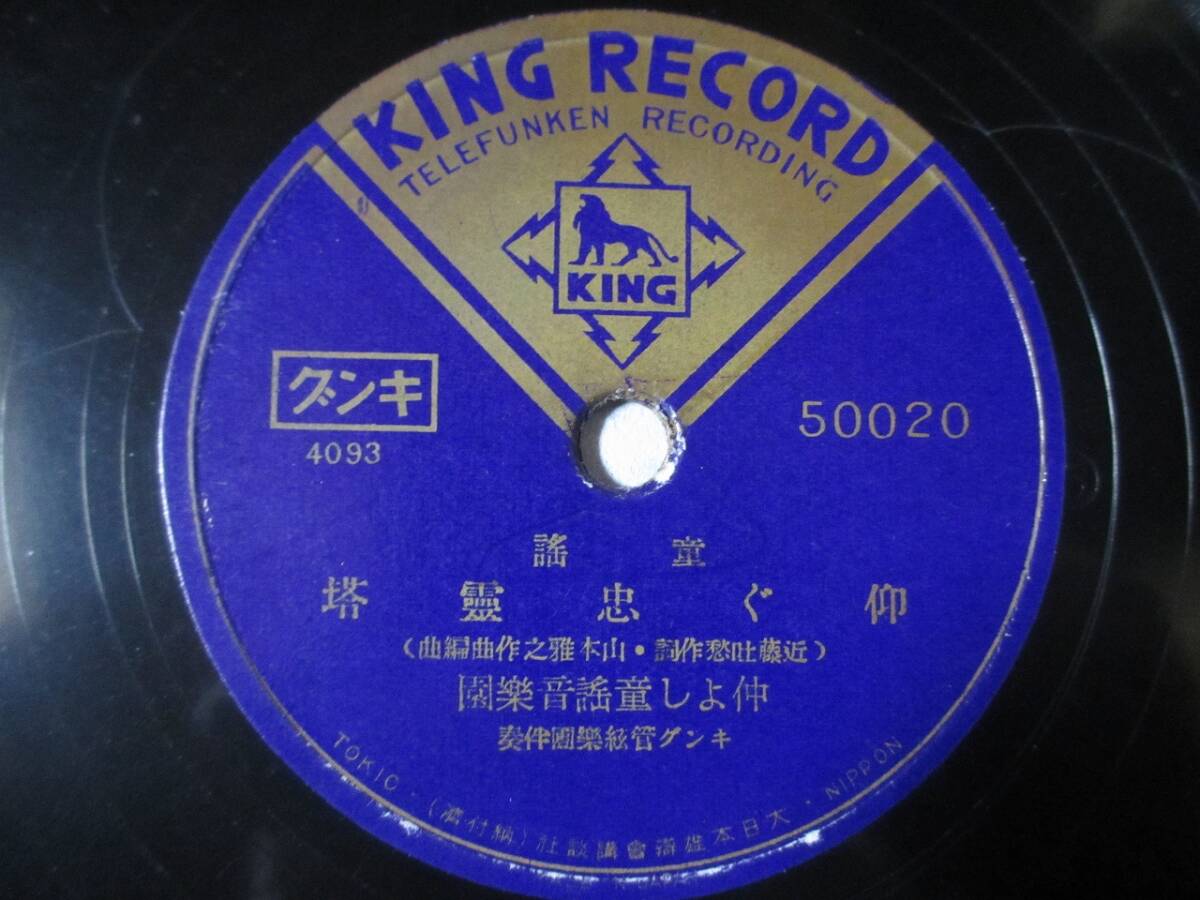 KING RECORD
TELEFUNKEN RECORDING
KING
キング
4093
50020
童謠
仰ぐ忠靈塔
(近藤吐愁作詞・山本雅之作曲編曲)
仲よし童謠音樂園
キング管絃樂團伴奏
TOKIO・(納付濟)大日本雄辯會講談社・NIPPON